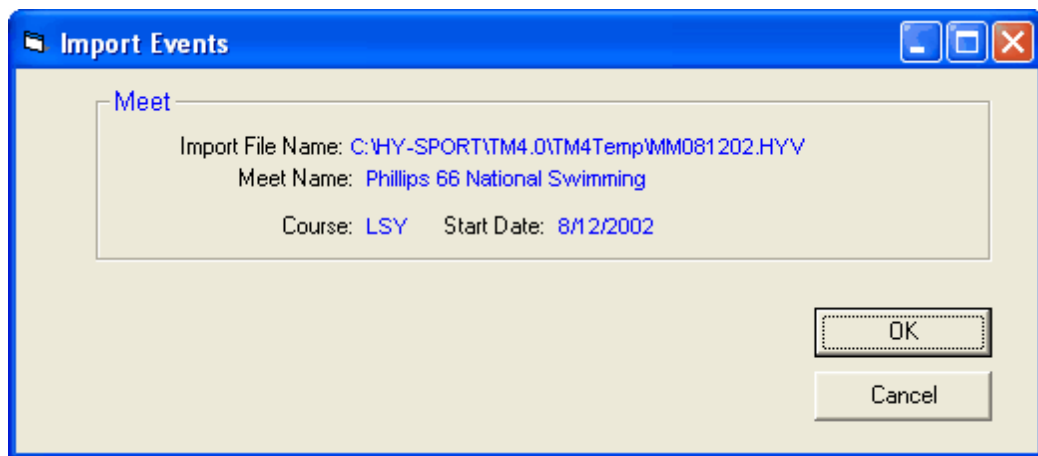 Import Events
Meet
Import File Name: C:\HY-SPORT\TM4.0\TM4Temp\MM081202.HYV
Meet Name: Phillips 66 National Swimming
Course: LSY Start Date: 8/12/2002
OK
Cancel